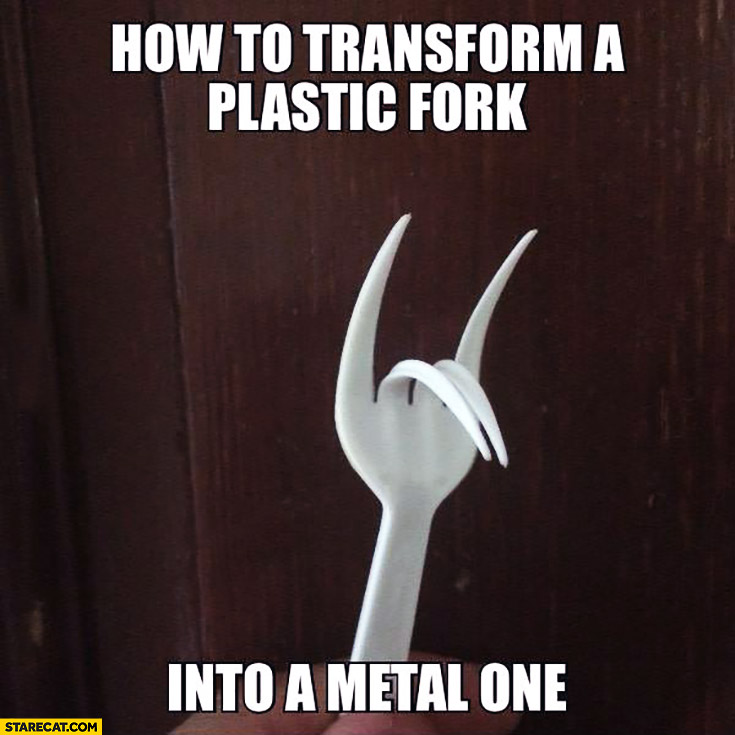 HOW TO TRANSFORM A
PLASTIC FORK
INTO A METAL ONE
STARECAT.COM